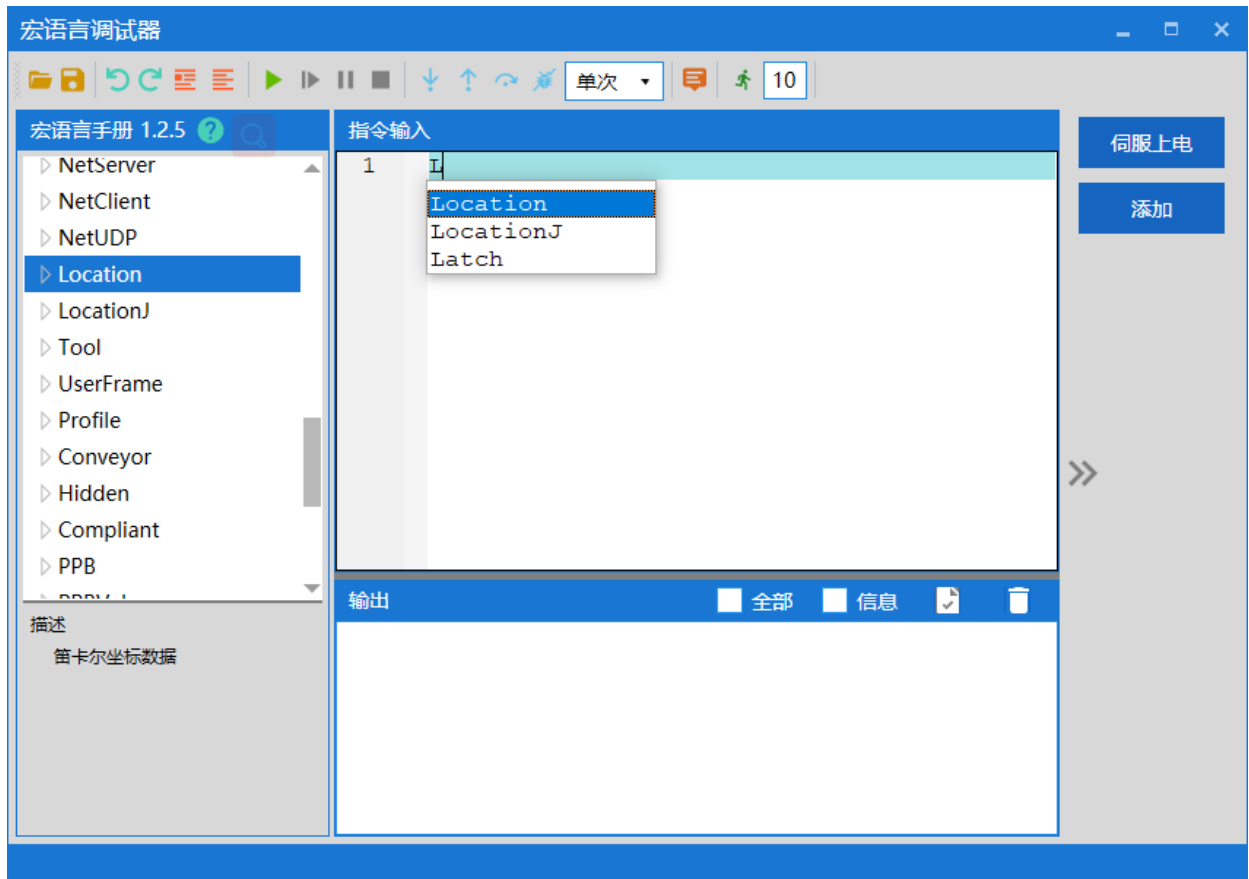 宏语言调试器
单次
10
宏语言手册 1.2.5
NetServer
NetClient
NetUDP
Location
LocationJ
Tool
UserFrame
Profile
Conveyor
Hidden
Compliant
PPB
描述
笛卡尔坐标数据
指令输入
1 L
Location
LocationJ
Latch
输出 全部 信息
伺服上电
添加